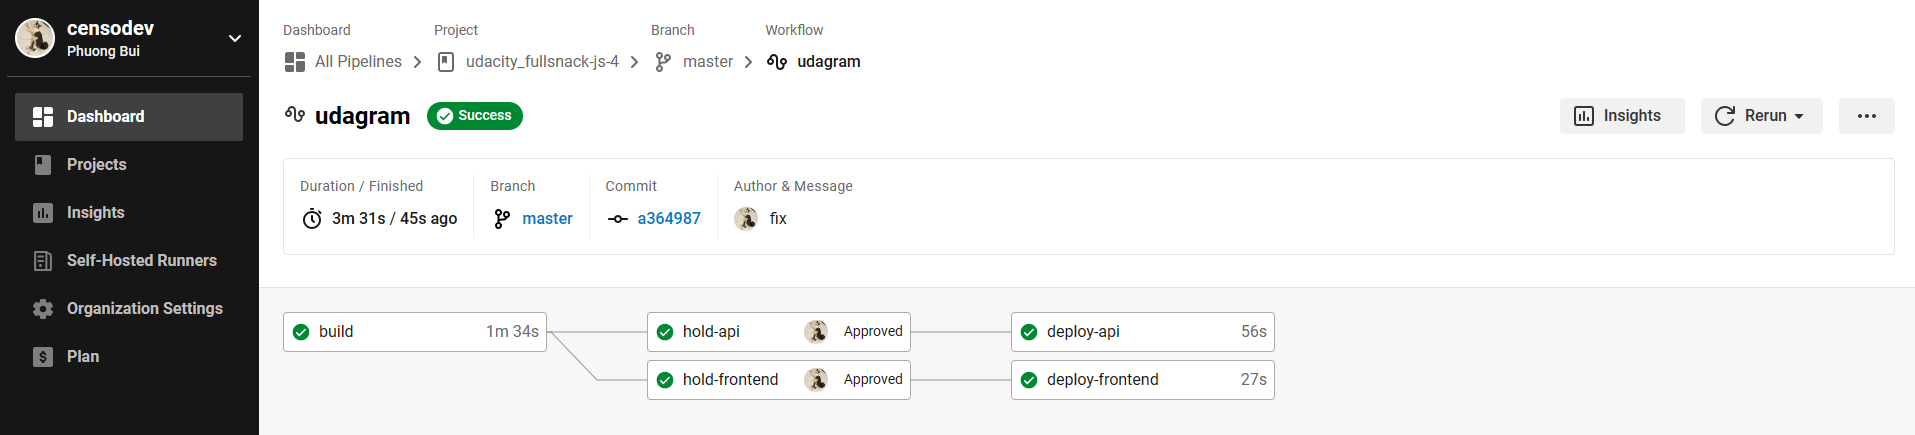 censodev
Phuong Bui
Dashboard
Projects
Insights
Self-Hosted Runners
Organization Settings
Plan
Dashboard Project Branch Workflow
All Pipelines udacity_fullsnack-js-4 master udagram
udagram Success
Insights Rerun
Duration / Finished Branch Commit Author & Message
3m 31s / 45s ago master a364987 fix
build 1m 34s hold-api Approved deploy-api 56s
hold-frontend Approved deploy-frontend 27s